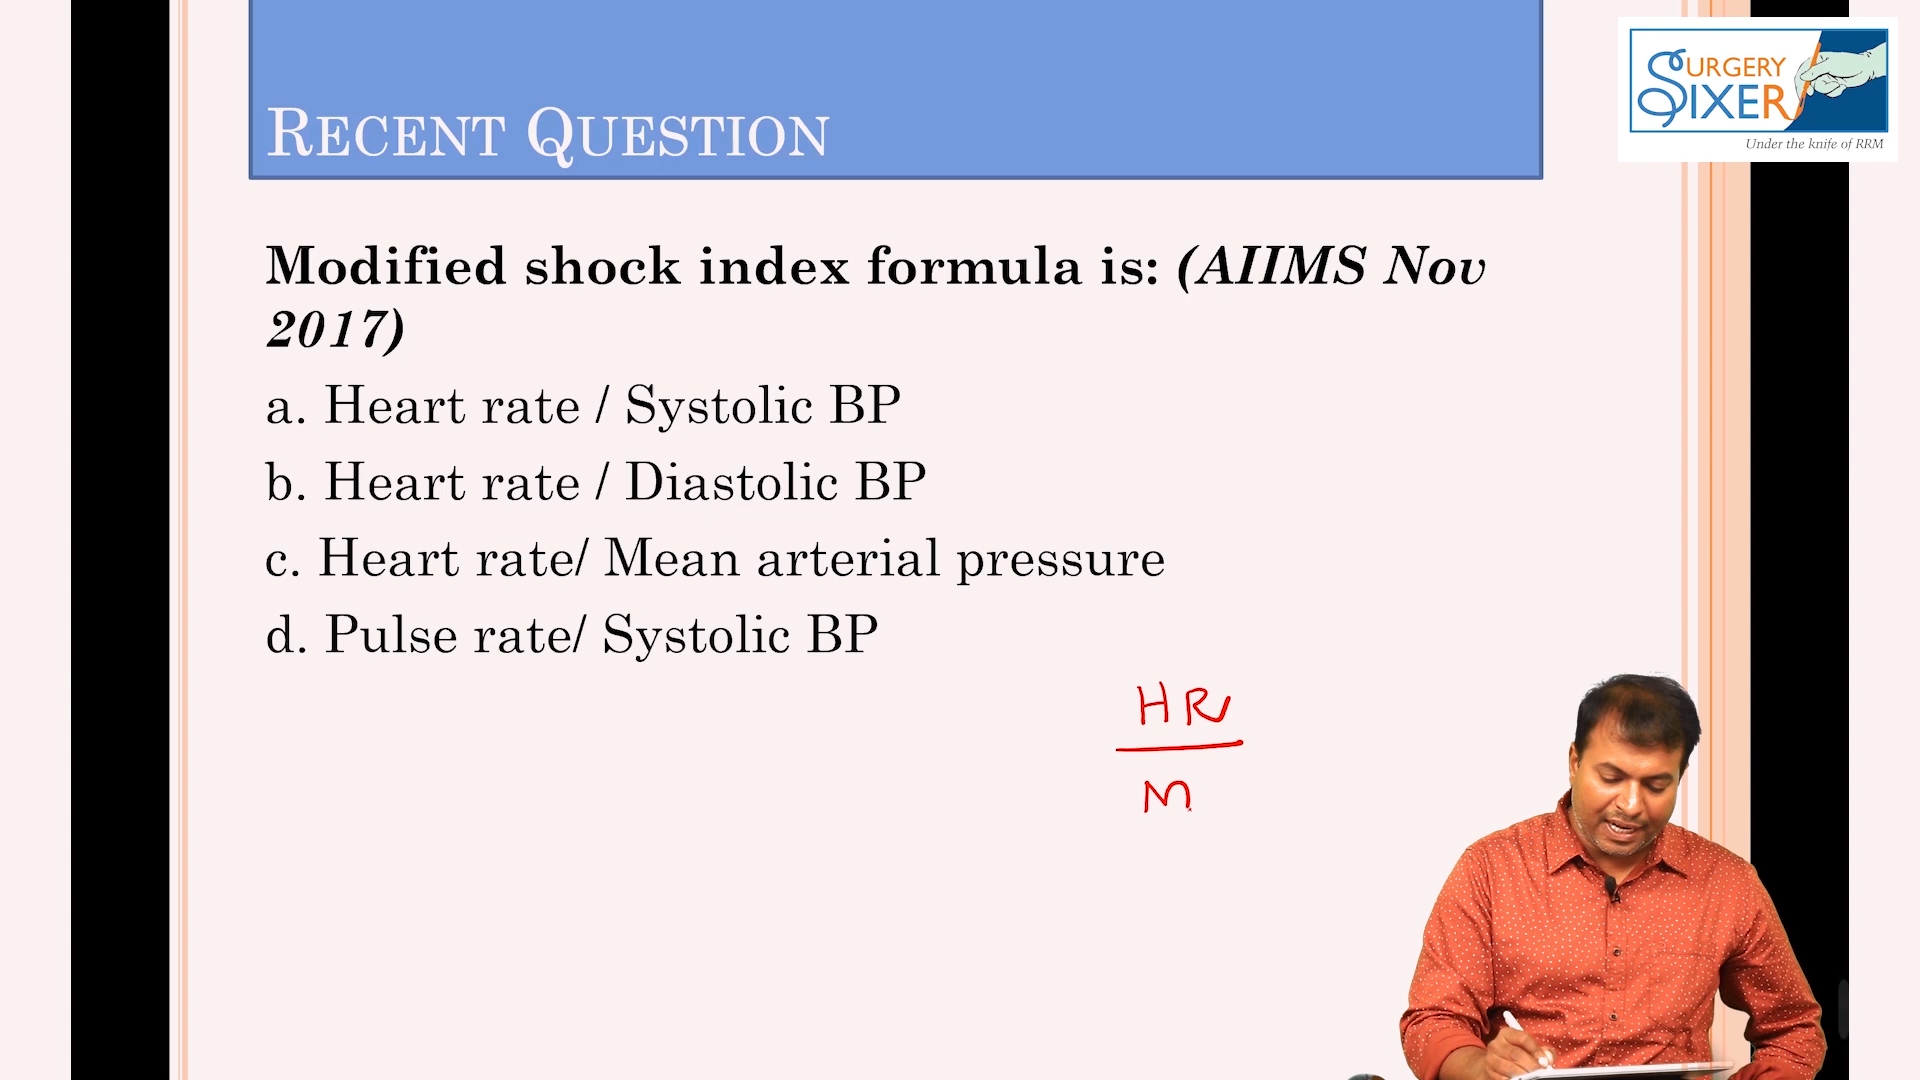 RECENT QUESTION
SURGERY
SIXER
Under the knife of RRM
Modified shock index formula is: (AIIMS Nov
2017)
a. Heart rate / Systolic BP
b. Heart rate / Diastolic BP
c. Heart rate/ Mean arterial pressure
d. Pulse rate/ Systolic BP
HR
M